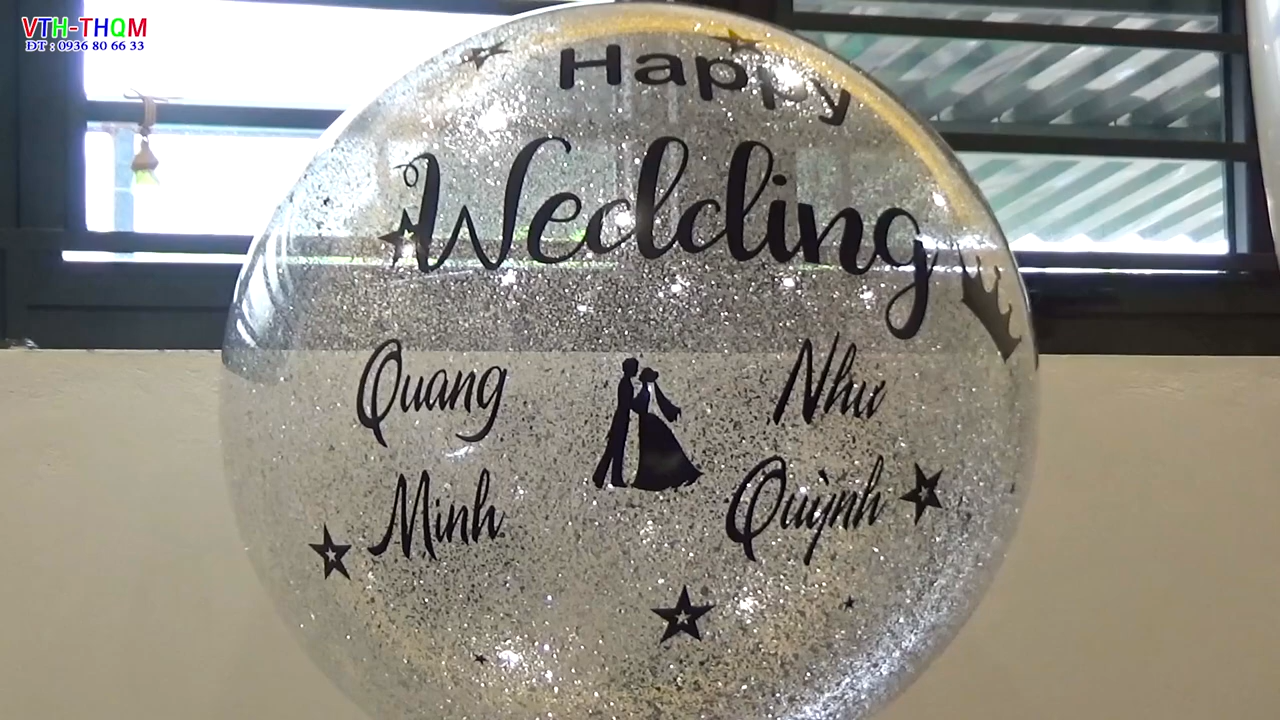 VTH-THQM
ĐT : 0936 80 66 33
Happy
Wedding
Quang
Minh
Như
Quỳnh